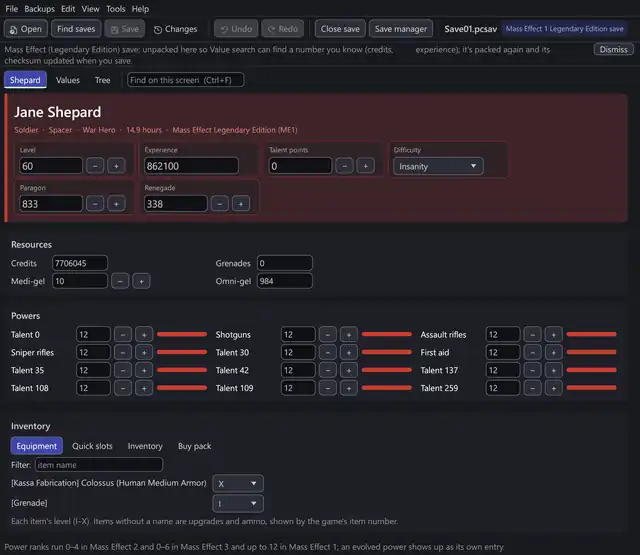 File Backups Edit View Tools Help
Open Find saves Save Changes Undo Redo Close save Save manager Save01.pcsav Mass Effect 1 Legendary Edition save
Mass Effect (Legendary Edition) save: unpacked here so Value search can find a number you know (credits, experience); it's packed again and its
checksum updated when you save.
Dismiss
Shepard Values Tree Find on this screen (Ctrl+F)
Jane Shepard
Soldier · Spacer · War Hero · 14.9 hours · Mass Effect Legendary Edition (ME1)
Level Experience Talent points Difficulty
60 − + 862100 0 − + Insanity
Paragon Renegade
833 − + 338 − +
Resources
Credits 7706045 Grenades 0
Medi-gel 10 − + Omni-gel 984
Powers
Talent 0 12 − + Shotguns 12 − + Assault rifles 12 − +
Sniper rifles 12 − + Talent 30 12 − + First aid 12 − +
Talent 35 12 − + Talent 42 12 − + Talent 137 12 − +
Talent 108 12 − + Talent 109 12 − + Talent 259 12 − +
Inventory
Equipment Quick slots Inventory Buy pack
Filter: item name
[Kassa Fabrication] Colossus (Human Medium Armor) X
[Grenade] I
Each item's level (I–X). Items without a name are upgrades and ammo, shown by the game's item number.
Power ranks run 0–4 in Mass Effect 2 and 0–6 in Mass Effect 3 and up to 12 in Mass Effect 1; an evolved power shows up as its own entry.